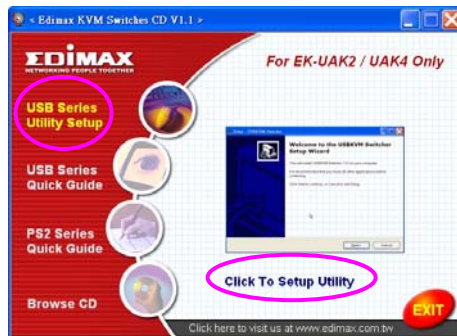 < Edimax KVM Switches CD V1.1 >
EDIMAX
NETWORKING PEOPLE TOGETHER
For EK-UAK2 / UAK4 Only
USB Series
Utility Setup
USB Series
Quick Guide
PS2 Series
Quick Guide
Browse CD
Welcome to the USBKVM Switcher
Setup Wizard
Click To Setup Utility
EXIT
Click here to visit us at www.edimax.com.tw